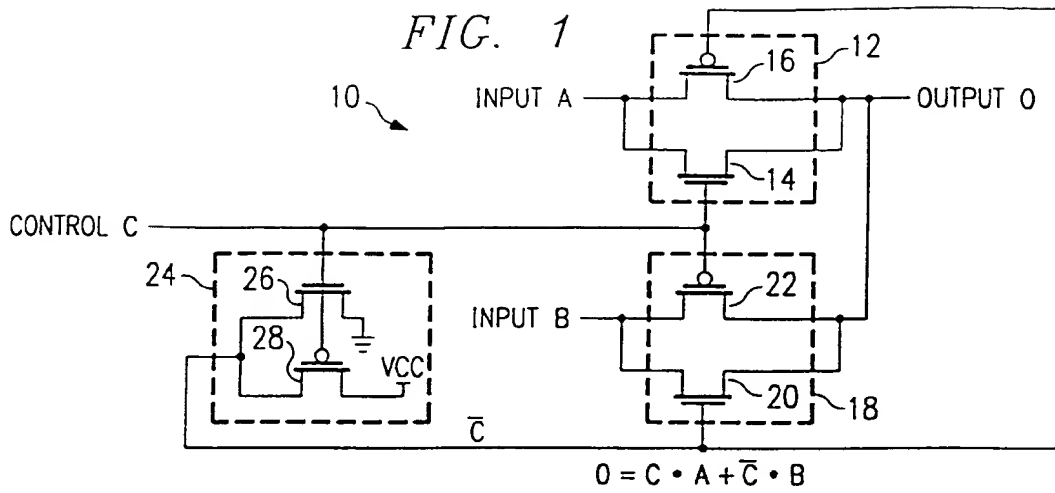 FIG. 1
12
16
INPUT A
OUTPUT O
10
14
CONTROL C
24
26
22
INPUT B
28
VCC
20
18
C̅
O = C • A + C̅ • B